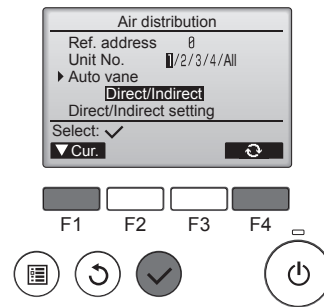 Air distribution
Ref. address 0
Unit No. 1/2/3/4/All
Auto vane
Direct/Indirect
Direct/Indirect setting
Select:
Cur.
F1 F2 F3 F4